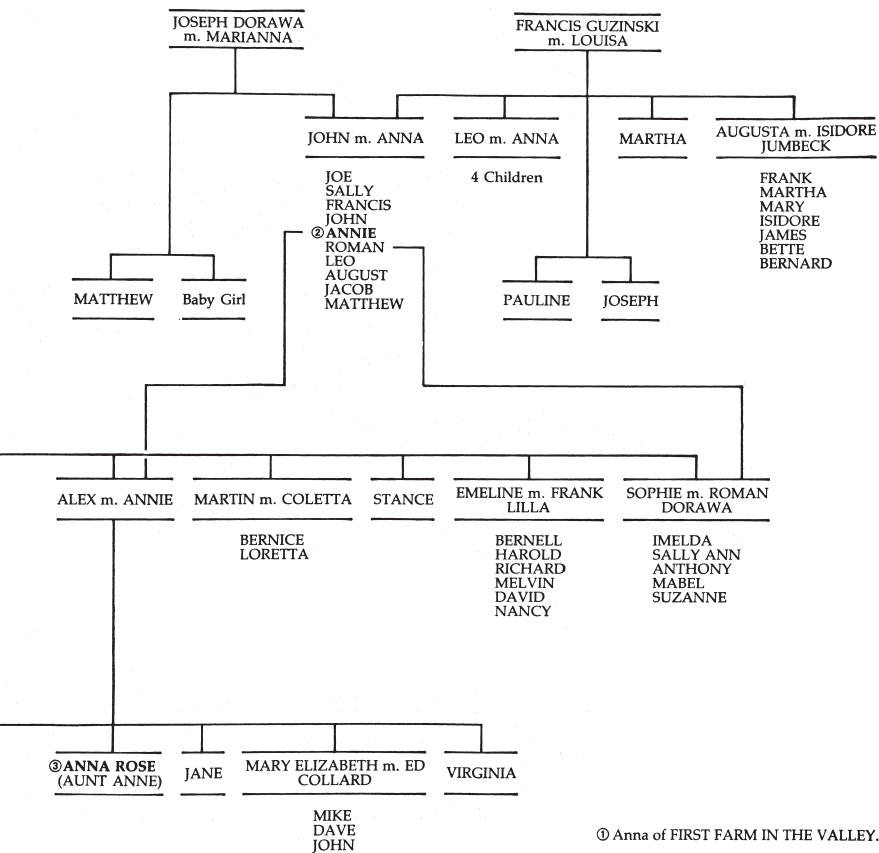 JOSEPH DORAWA
m. MARIANNA
FRANCIS GUZINSKI
m. LOUISA
JOHN m. ANNA
LEO m. ANNA
MARTHA
AUGUSTA m. ISIDORE
JUMBECK
JOE
SALLY
FRANCIS
JOHN
② ANNIE
ROMAN
LEO
AUGUST
JACOB
MATTHEW
4 Children
FRANK
MARTHA
MARY
ISIDORE
JAMES
BETTE
BERNARD
MATTHEW
Baby Girl
PAULINE
JOSEPH
ALEX m. ANNIE
MARTIN m. COLETTA
STANCE
EMELINE m. FRANK
LILLA
SOPHIE m. ROMAN
DORAWA
BERNICE
LORETTA
BERNELL
HAROLD
RICHARD
MELVIN
DAVID
NANCY
IMELDA
SALLY ANN
ANTHONY
MABEL
SUZANNE
③ ANNA ROSE
(AUNT ANNE)
JANE
MARY ELIZABETH m. ED
COLLARD
VIRGINIA
MIKE
DAVE
JOHN
① Anna of FIRST FARM IN THE VALLEY.